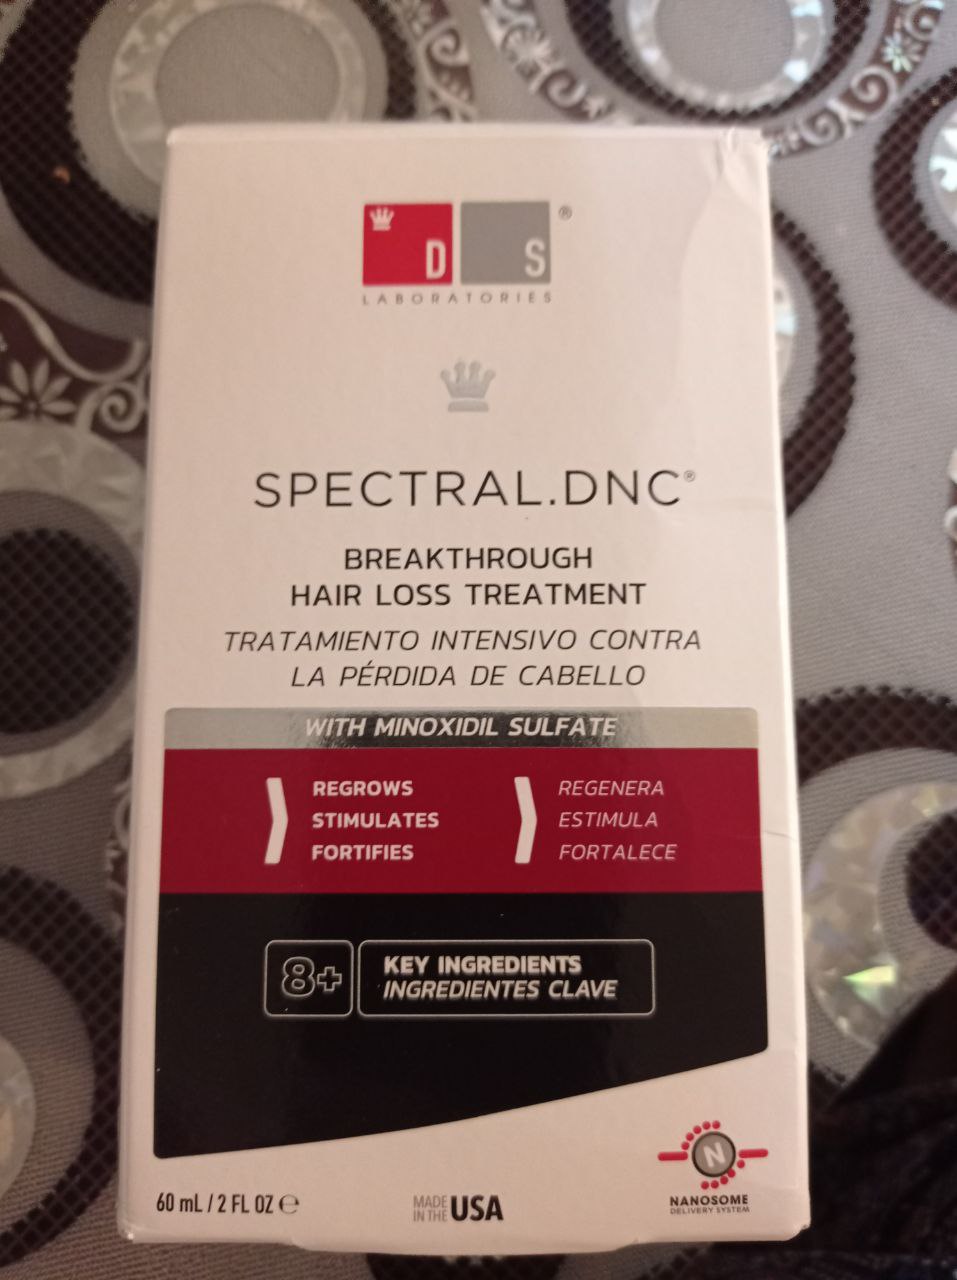 D S ®
LABORATORIES
SPECTRAL.DNC®
BREAKTHROUGH
HAIR LOSS TREATMENT
TRATAMIENTO INTENSIVO CONTRA
LA PÉRDIDA DE CABELLO
WITH MINOXIDIL SULFATE
REGROWS REGENERA
STIMULATES ESTIMULA
FORTIFIES FORTALECE
8+ KEY INGREDIENTS
INGREDIENTES CLAVE
N
NANOSOME
DELIVERY SYSTEM
60 mL / 2 FL OZ ℮
MADE IN THE USA